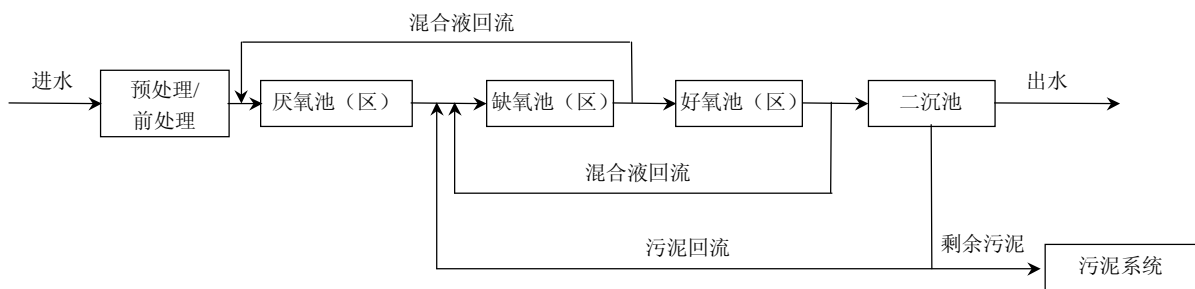 混合液回流
进水
预处理/
前处理
厌氧池（区）
缺氧池（区）
好氧池（区）
二沉池
出水
混合液回流
污泥回流
剩余污泥
污泥系统